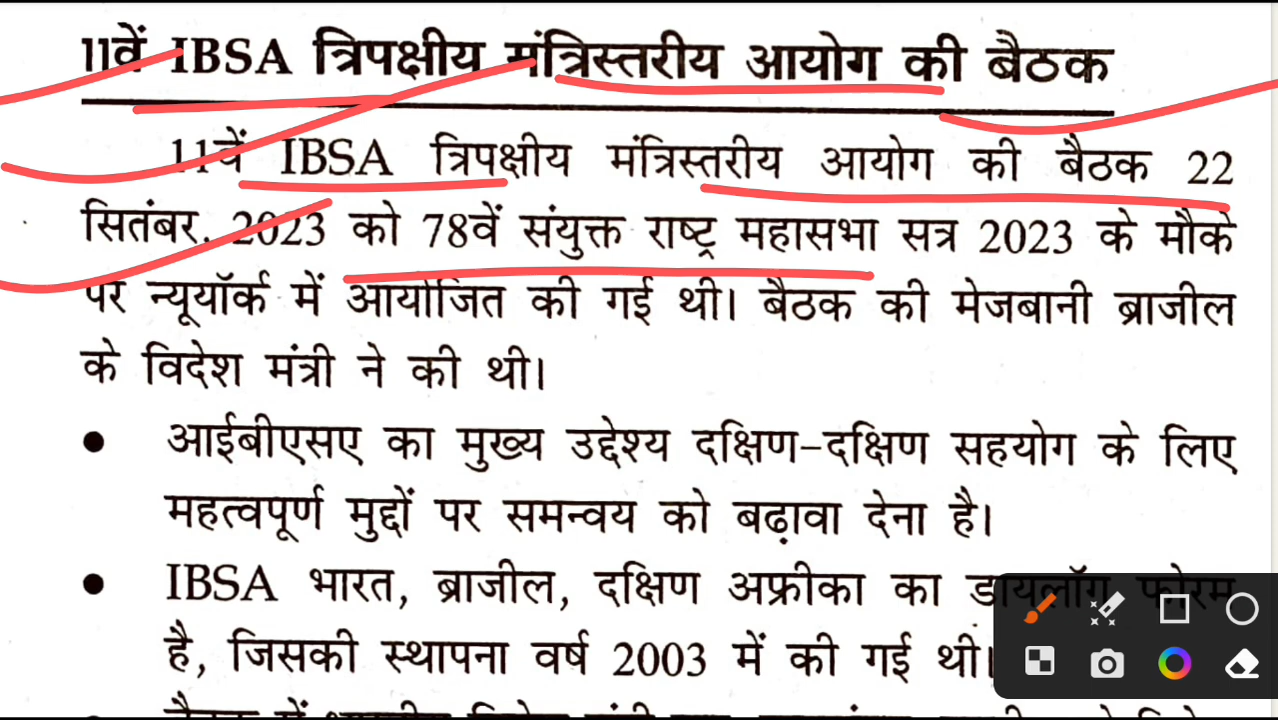 11वें IBSA त्रिपक्षीय मंत्रिस्तरीय आयोग की बैठक
11वें IBSA त्रिपक्षीय मंत्रिस्तरीय आयोग की बैठक 22
सितंबर, 2023 को 78वें संयुक्त राष्ट्र महासभा सत्र 2023 के मौके
पर न्यूयॉर्क में आयोजित की गई थी। बैठक की मेजबानी ब्राजील
के विदेश मंत्री ने की थी।
● आईबीएसए का मुख्य उद्देश्य दक्षिण-दक्षिण सहयोग के लिए
महत्वपूर्ण मुद्दों पर समन्वय को बढ़ावा देना है।
● IBSA भारत, ब्राजील, दक्षिण अफ्रीका का डायलॉग फोरम
है, जिसकी स्थापना वर्ष 2003 में की गई थी।